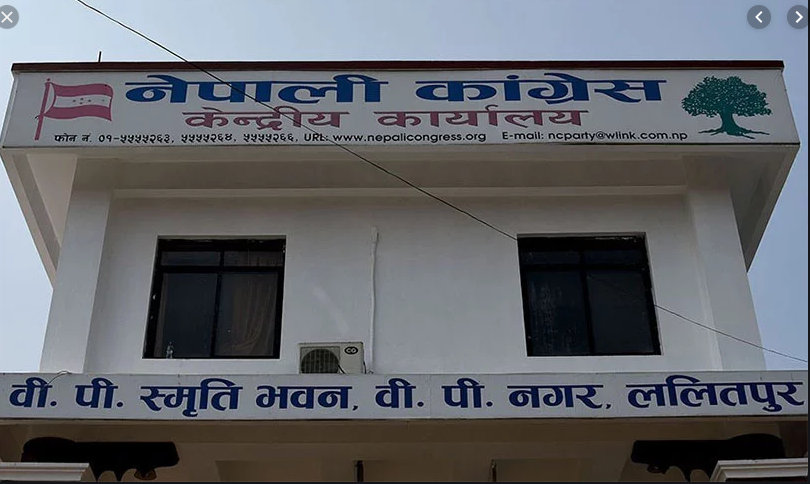 नेपाली कांग्रेस
केन्द्रीय कार्यालय
फोन नं. ०१-५५५५२६३, ५५५५२६४, ५५५५२६६, URL: www.nepalicongress.org E-mail: ncparty@wlink.com.np
वी. पी. स्मृति भवन, वी. पी. नगर, ललितपुर